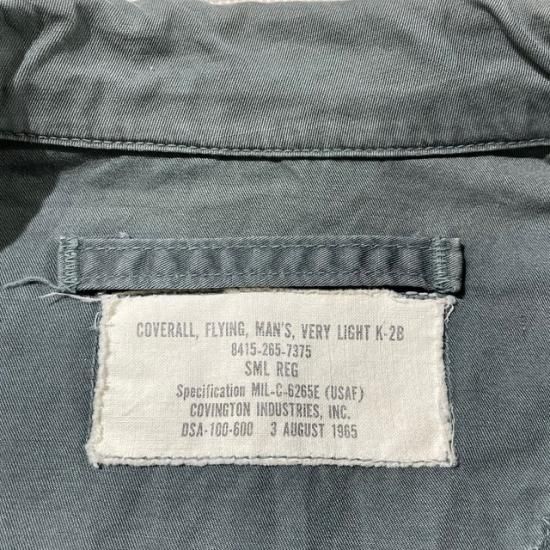 COVERALL, FLYING, MAN'S, VERY LIGHT K-2B
8415-265-7375
SML REG
Specification MIL-C-6265E (USAF)
COVINGTON INDUSTRIES, INC.
DSA-100-600 3 AUGUST 1965